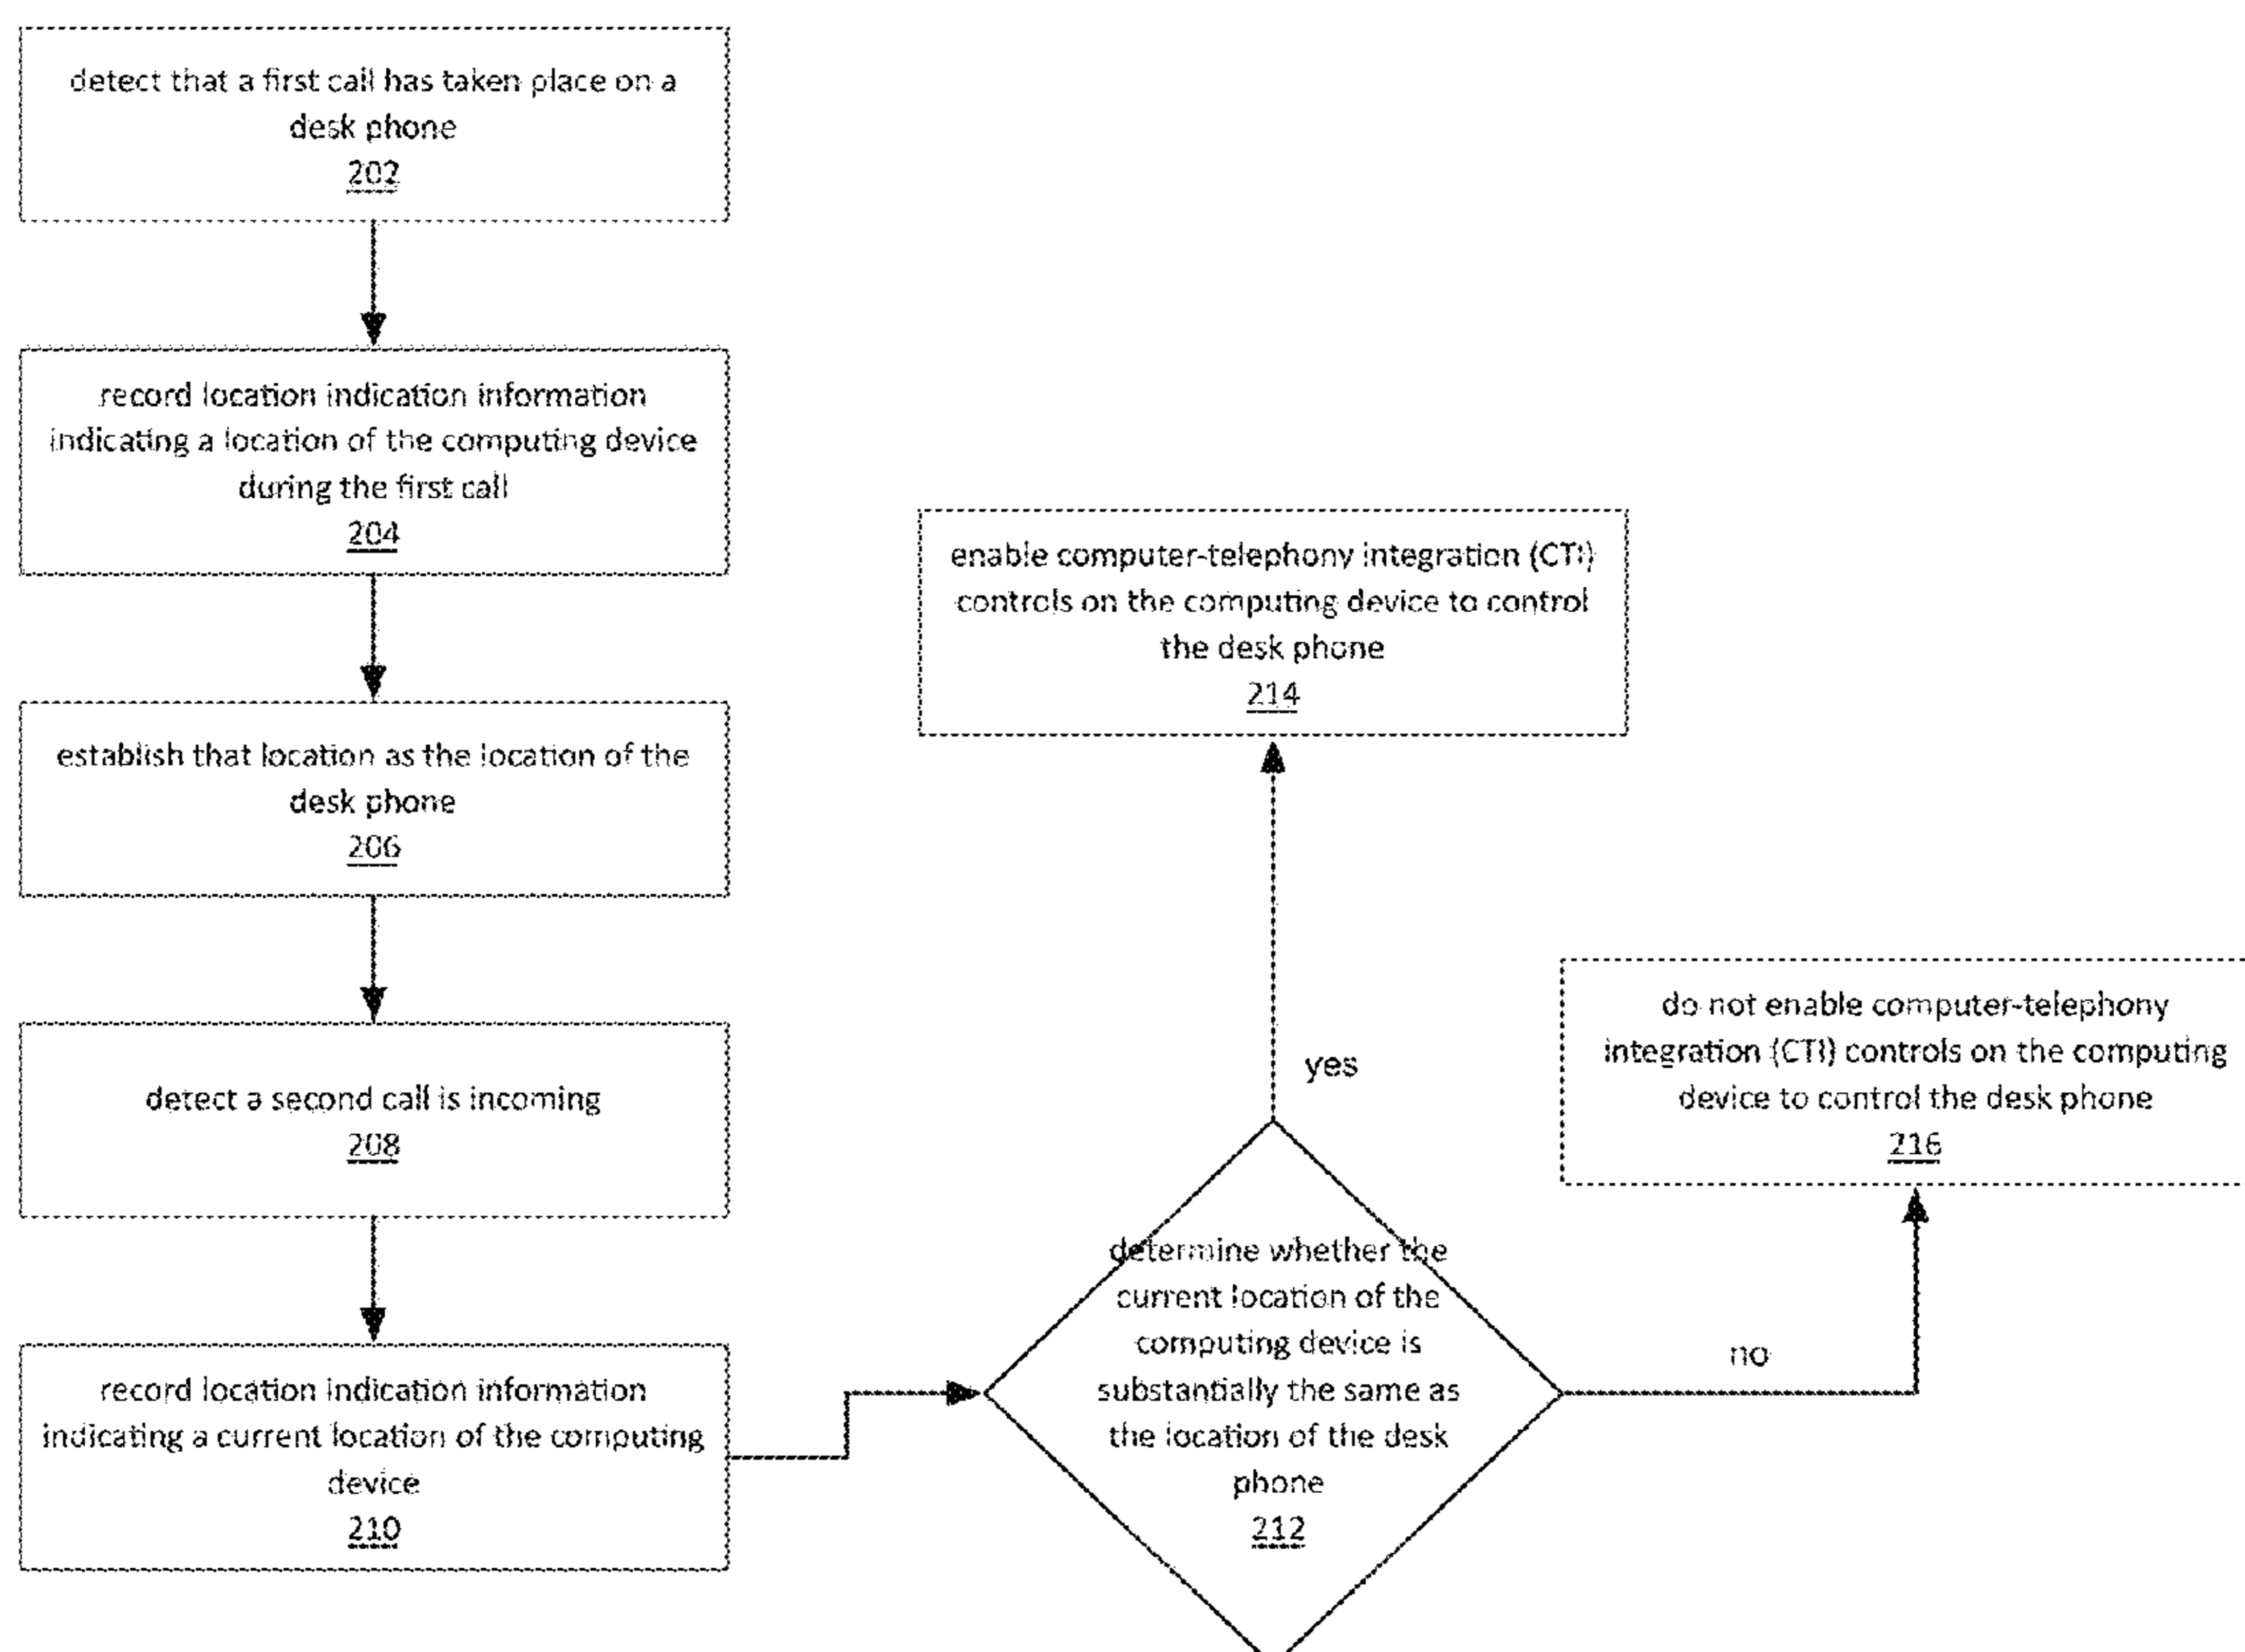 detect that a first call has taken place on a
desk phone
202
record location indication information
indicating a location of the computing device
during the first call
204
establish that location as the location of the
desk phone
206
detect a second call is incoming
208
record location indication information
indicating a current location of the computing
device
210
determine whether the
current location of the
computing device is
substantially the same as
the location of the desk
phone
212
yes
enable computer-telephony integration (CTI)
controls on the computing device to control
the desk phone
214
no
do not enable computer-telephony
integration (CTI) controls on the computing
device to control the desk phone
216